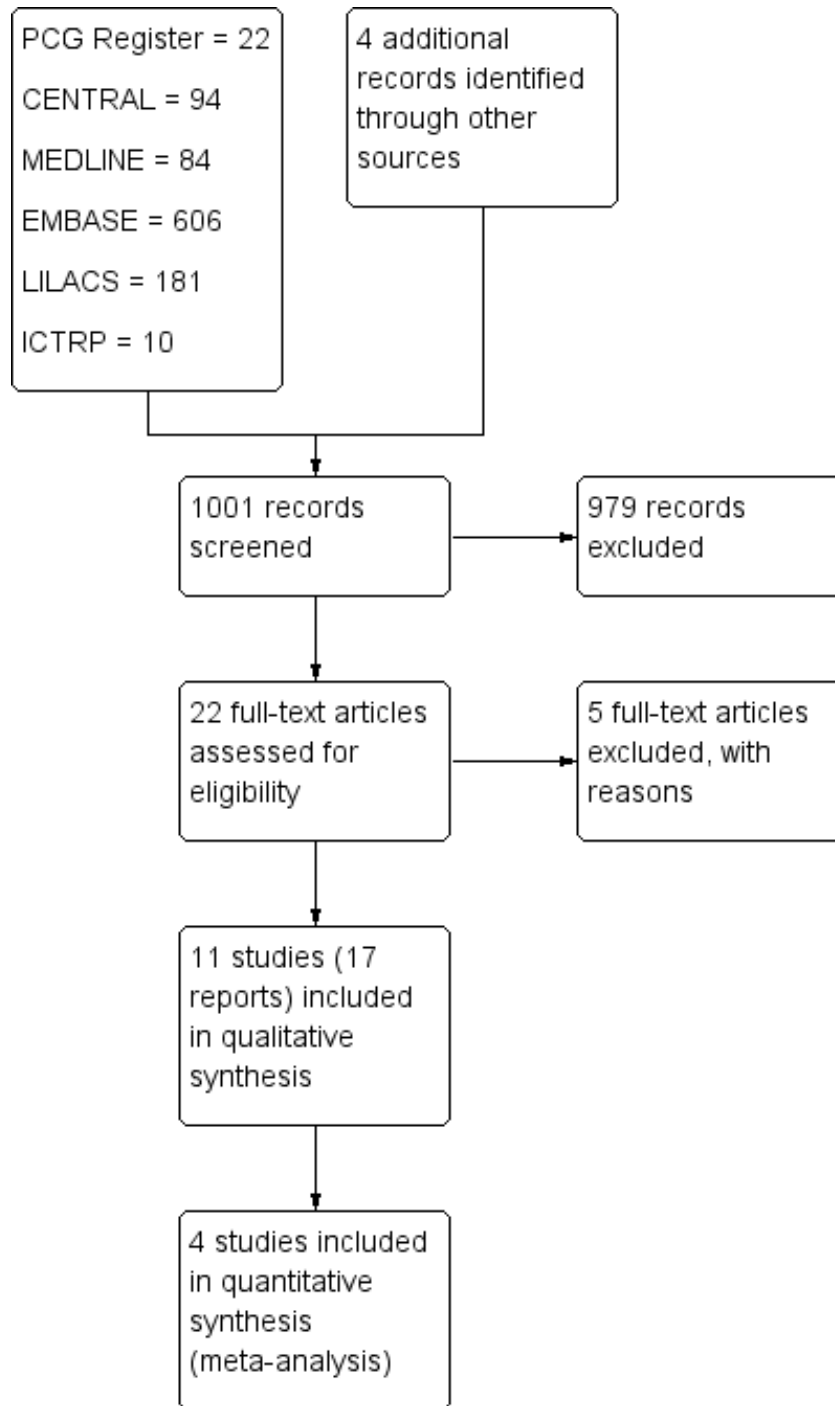 PCG Register = 22
CENTRAL = 94
MEDLINE = 84
EMBASE = 606
LILACS = 181
ICTRP = 10
4 additional
records identified
through other
sources
1001 records
screened
979 records
excluded
22 full-text articles
assessed for
eligibility
5 full-text articles
excluded, with
reasons
11 studies (17
reports) included
in qualitative
synthesis
4 studies included
in quantitative
synthesis
(meta-analysis)